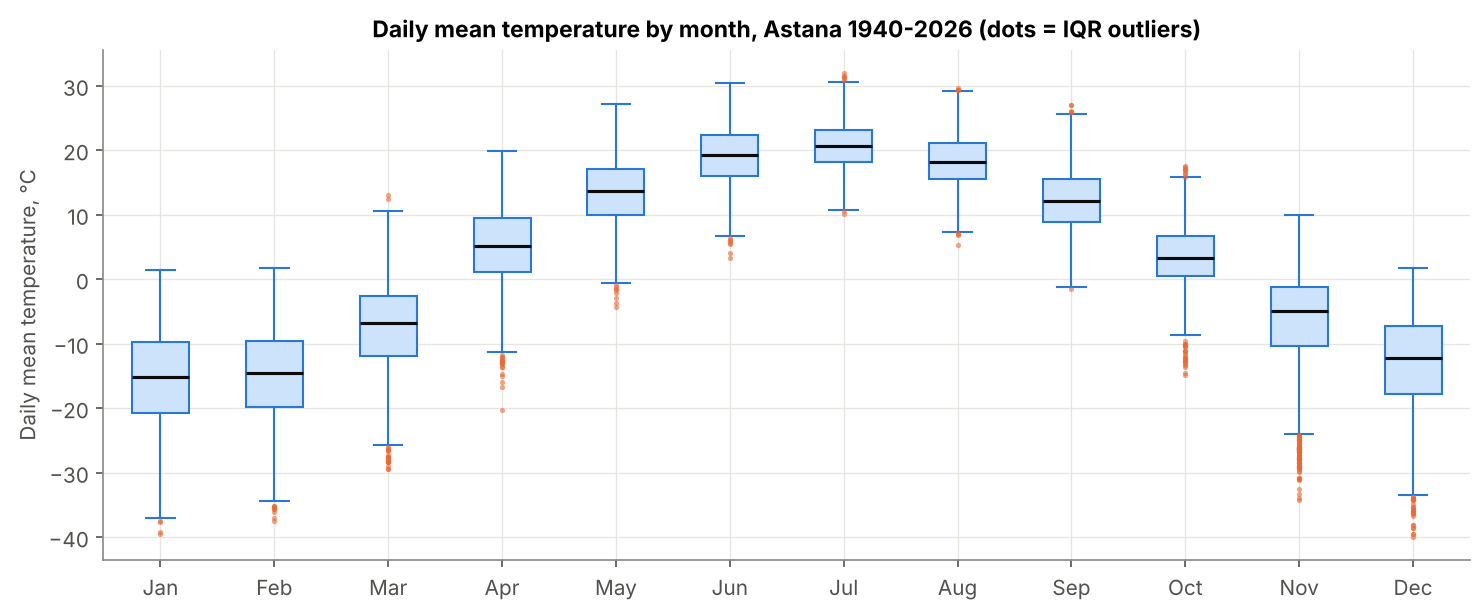 Daily mean temperature by month, Astana 1940-2026 (dots = IQR outliers)
Daily mean temperature, °C
30
20
10
0
−10
−20
−30
−40
Jan Feb Mar Apr May Jun Jul Aug Sep Oct Nov Dec